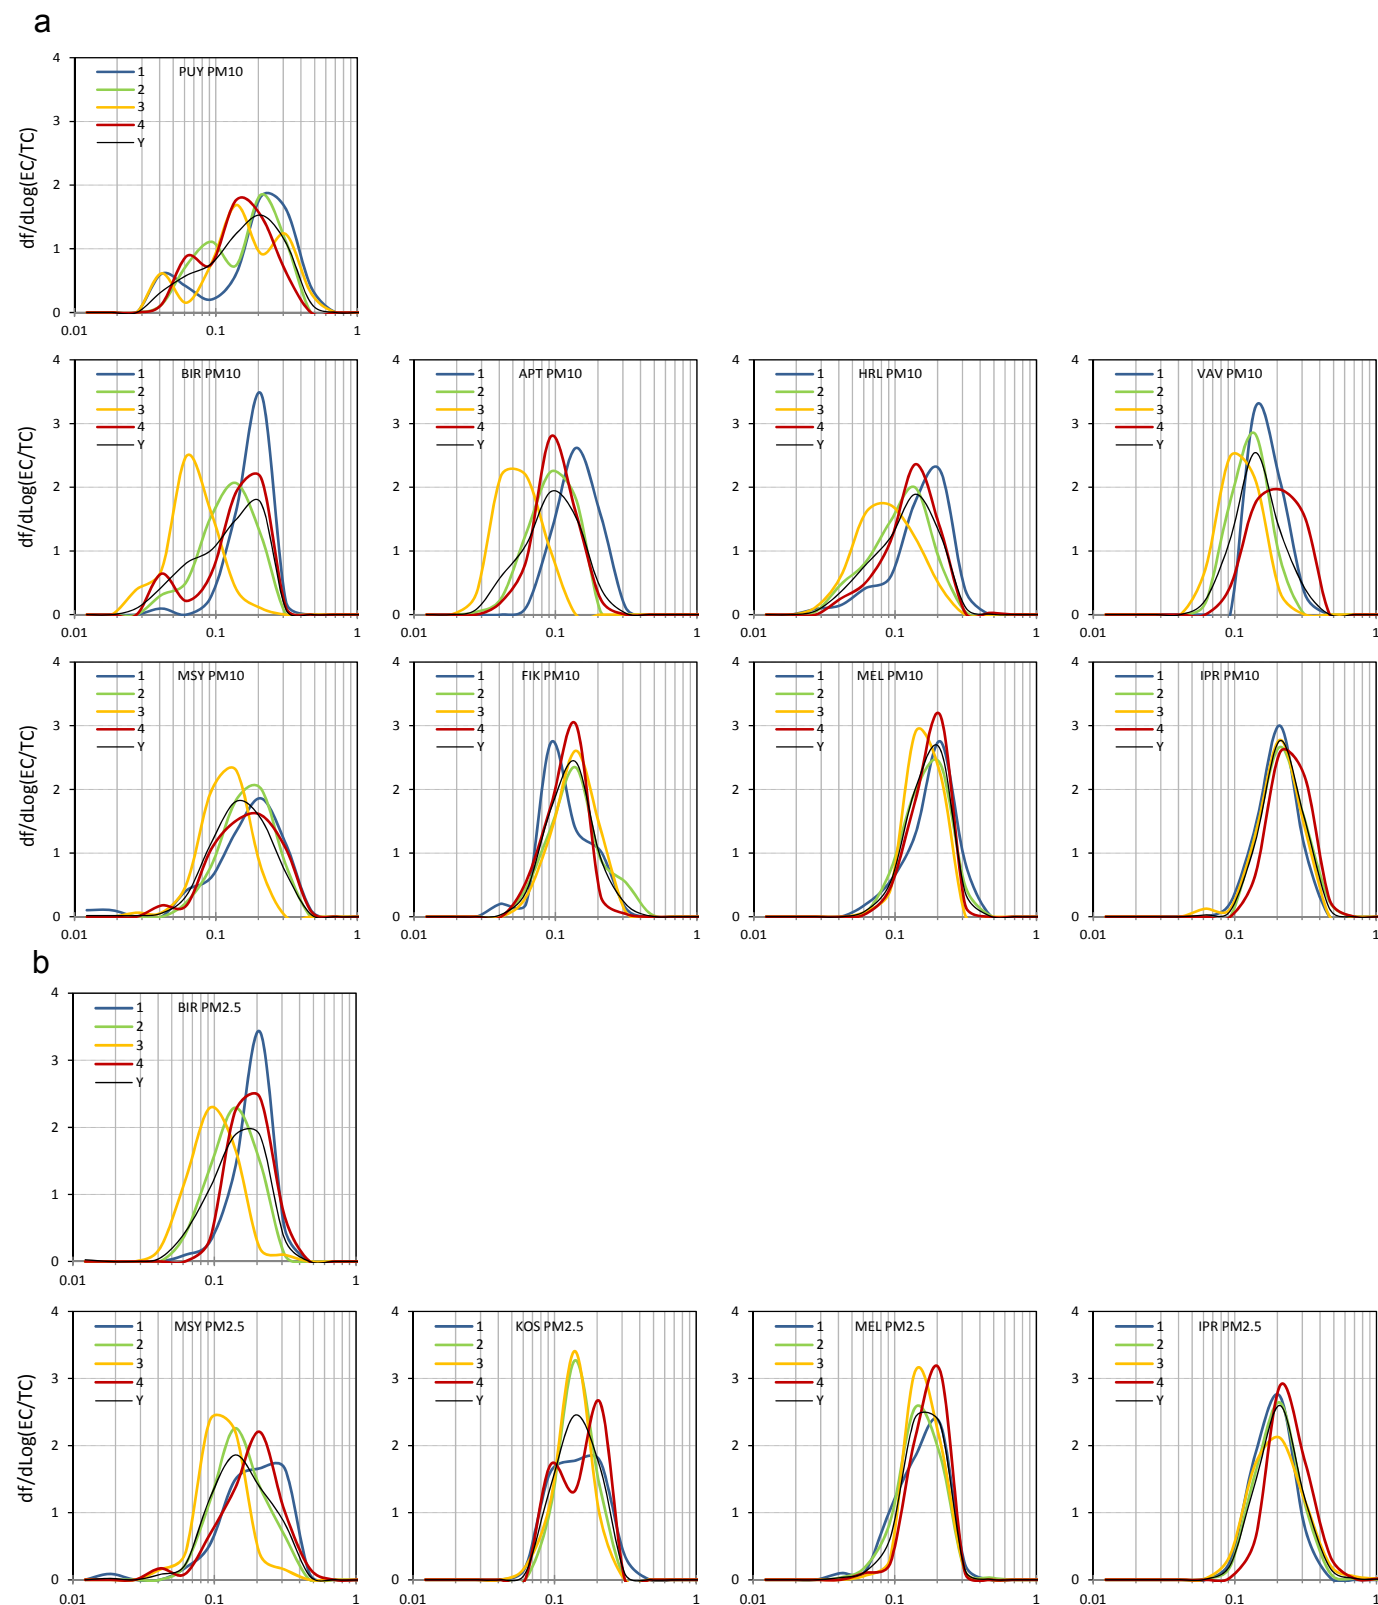 a
PUY PM10
1
2
3
4
Y
df/dLog(EC/TC)
4
3
2
1
0
0.01 0.1 1
BIR PM10
1
2
3
4
Y
df/dLog(EC/TC)
4
3
2
1
0
0.01 0.1 1
APT PM10
1
2
3
4
Y
4
3
2
1
0
0.01 0.1 1
HRL PM10
1
2
3
4
Y
4
3
2
1
0
0.01 0.1 1
VAV PM10
1
2
3
4
Y
4
3
2
1
0
0.01 0.1 1
MSY PM10
1
2
3
4
Y
df/dLog(EC/TC)
4
3
2
1
0
0.01 0.1 1
FIK PM10
1
2
3
4
Y
4
3
2
1
0
0.01 0.1 1
MEL PM10
1
2
3
4
Y
4
3
2
1
0
0.01 0.1 1
IPR PM10
1
2
3
4
Y
4
3
2
1
0
0.01 0.1 1
b
BIR PM2.5
1
2
3
4
Y
df/dLog(EC/TC)
4
3
2
1
0
0.01 0.1 1
MSY PM2.5
1
2
3
4
Y
df/dLog(EC/TC)
4
3
2
1
0
0.01 0.1 1
KOS PM2.5
1
2
3
4
Y
4
3
2
1
0
0.01 0.1 1
MEL PM2.5
1
2
3
4
Y
4
3
2
1
0
0.01 0.1 1
IPR PM2.5
1
2
3
4
Y
4
3
2
1
0
0.01 0.1 1